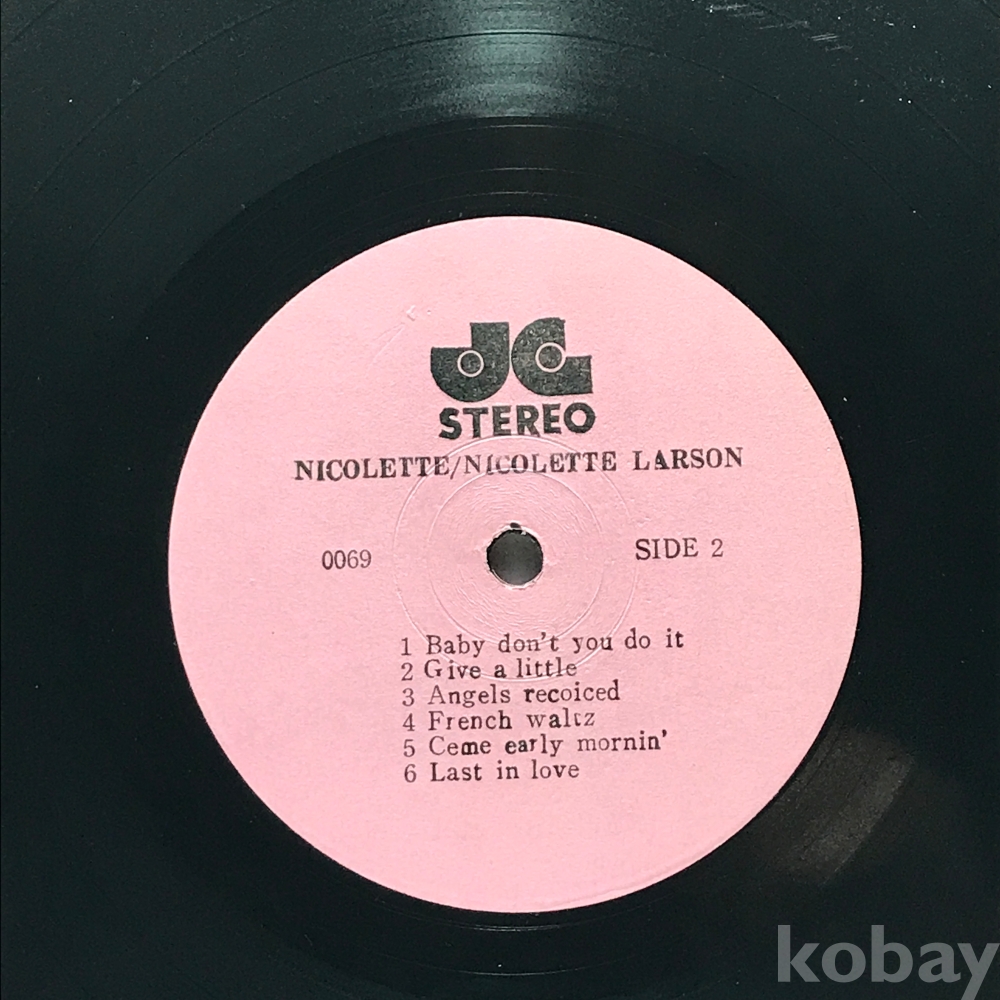 JG
STEREO
NICOLETTE/NICOLETTE LARSON
0069
SIDE 2
1 Baby don't you do it
2 Give a little
3 Angels recoiced
4 French waltz
5 Ceme early mornin'
6 Last in love
kobay